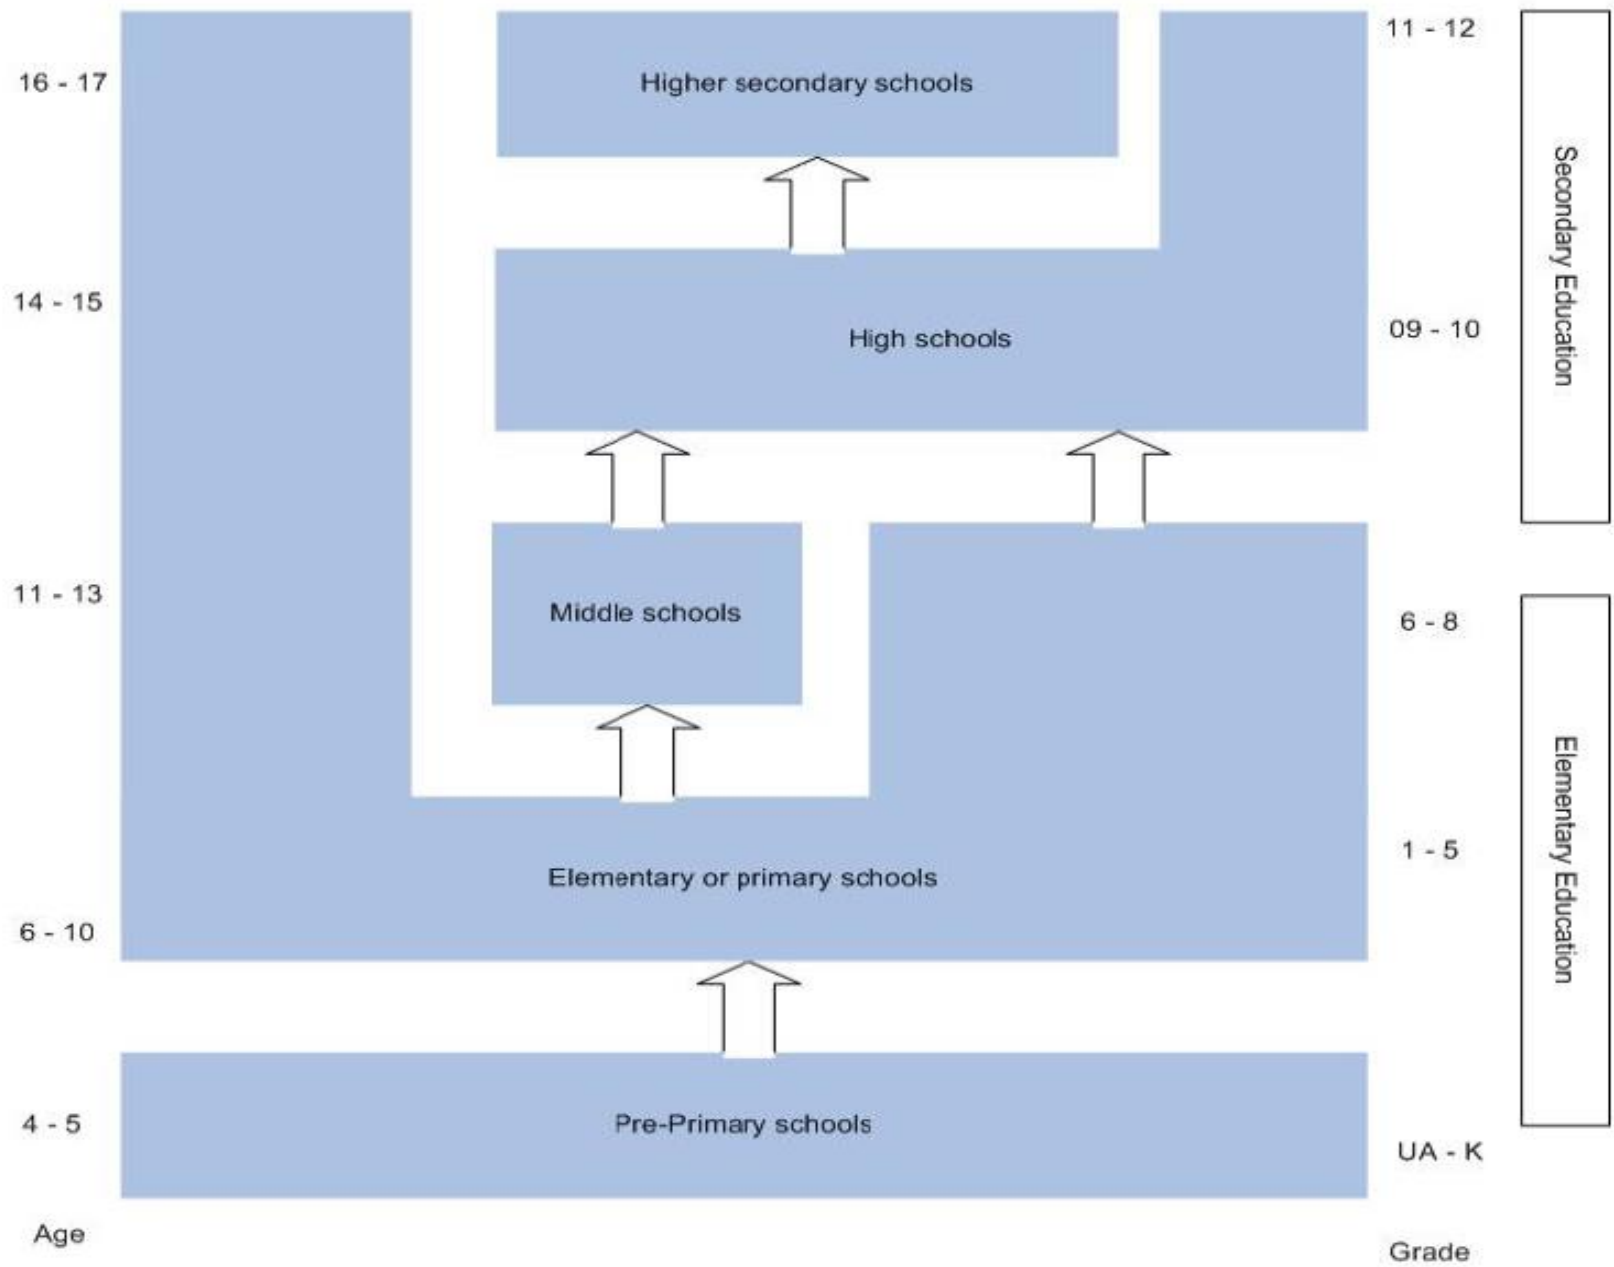 11 - 12
16 - 17
Higher secondary schools
Secondary Education
14 - 15
High schools
09 - 10
11 - 13
Middle schools
6 - 8
Elementary Education
1 - 5
Elementary or primary schools
6 - 10
4 - 5
Pre-Primary schools
UA - K
Age
Grade